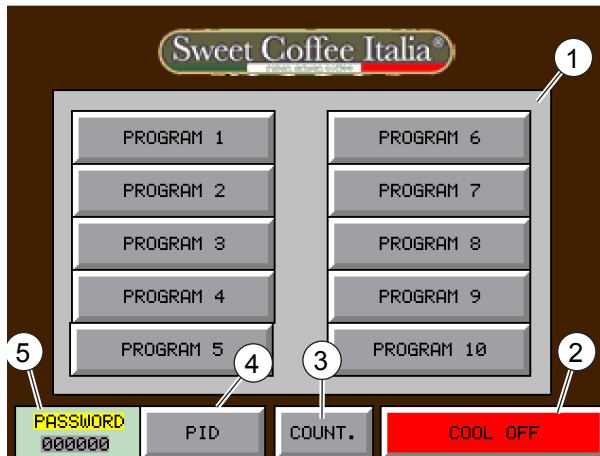 Sweet Coffee Italia®
1
PROGRAM 1
PROGRAM 6
PROGRAM 2
PROGRAM 7
PROGRAM 3
PROGRAM 8
PROGRAM 4
PROGRAM 9
PROGRAM 5
PROGRAM 10
5
4
3
2
PASSWORD
000000
PID
COUNT.
COOL OFF